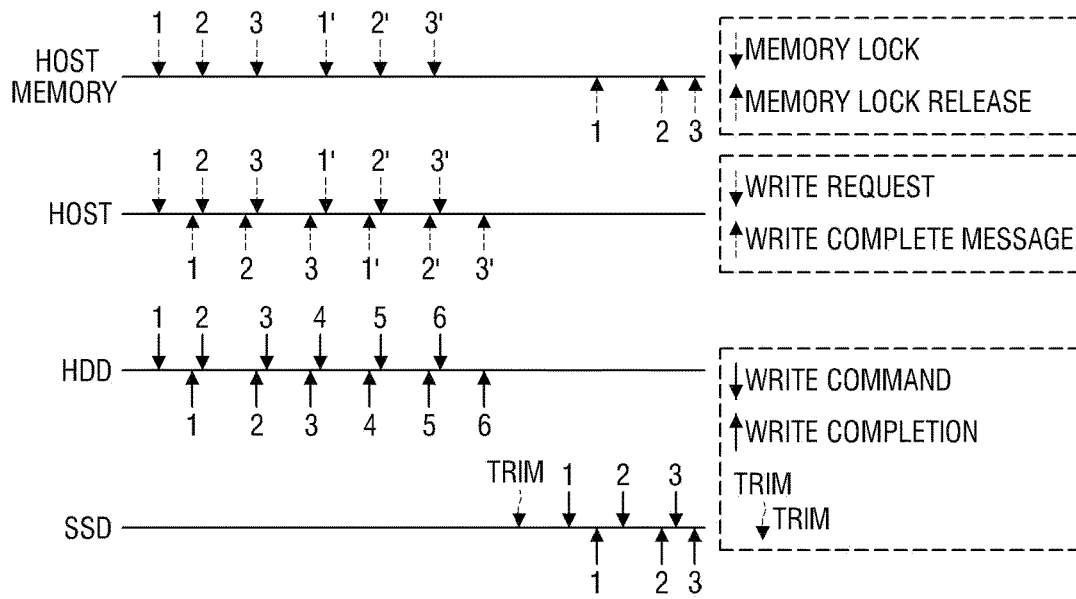 1 2 3 1' 2' 3'
HOST
MEMORY
1 2 3
MEMORY LOCK
MEMORY LOCK RELEASE
1 2 3 1' 2' 3'
HOST
1 2 3 1' 2' 3'
WRITE REQUEST
WRITE COMPLETE MESSAGE
1 2 3 4 5 6
HDD
1 2 3 4 5 6
WRITE COMMAND
WRITE COMPLETION
TRIM
TRIM
TRIM 1 2 3
SSD
1 2 3